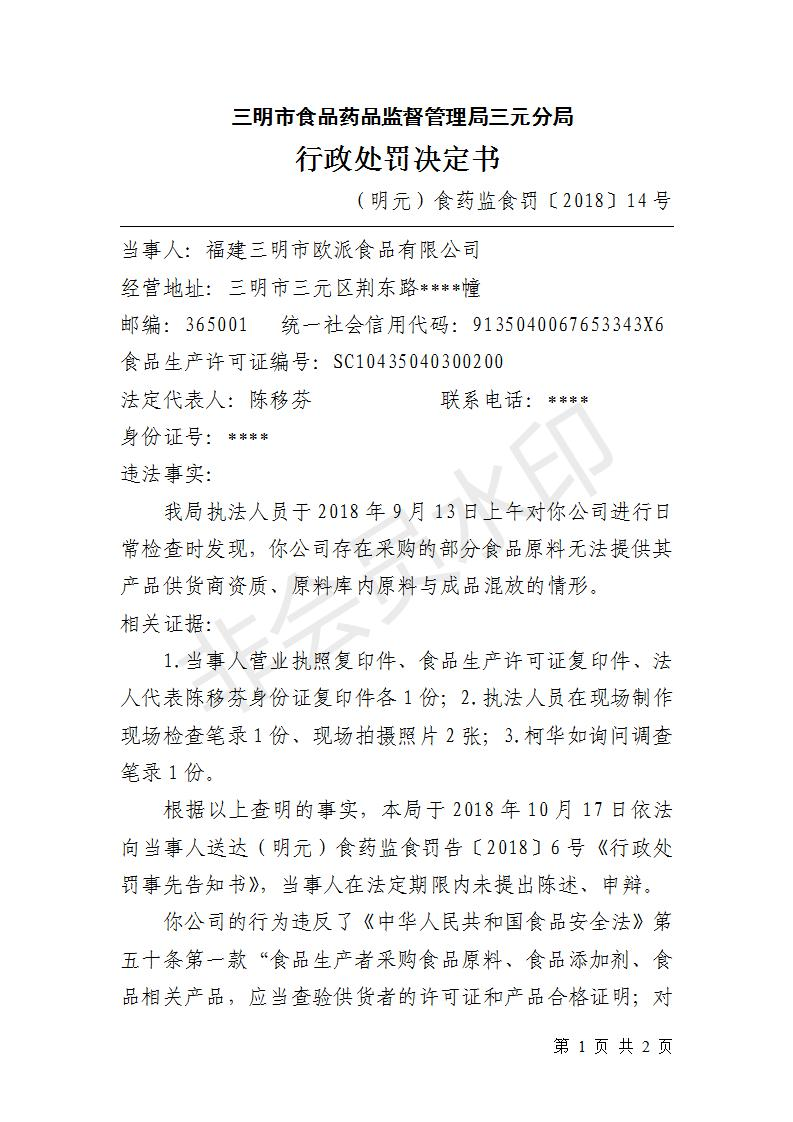 三明市食品药品监督管理局三元分局
行政处罚决定书
（明元）食药监食罚〔2018〕14号
当事人：福建三明市欧派食品有限公司
经营地址：三明市三元区荆东路****幢
邮编：365001 统一社会信用代码：9135040067653343X6
食品生产许可证编号：SC10435040300200
法定代表人：陈移芬 联系电话：****
身份证号：****
违法事实：
我局执法人员于2018年9月13日上午对你公司进行日
常检查时发现，你公司存在采购的部分食品原料无法提供其
产品供货商资质、原料库内原料与成品混放的情形。
相关证据：
1.当事人营业执照复印件、食品生产许可证复印件、法
人代表陈移芬身份证复印件各1份；2.执法人员在现场制作
现场检查笔录1份、现场拍摄照片2张；3.柯华如询问调查
笔录1份。
根据以上查明的事实，本局于2018年10月17日依法
向当事人送达（明元）食药监食罚告〔2018〕6号《行政处
罚事先告知书》，当事人在法定期限内未提出陈述、申辩。
你公司的行为违反了《中华人民共和国食品安全法》第
五十条第一款“食品生产者采购食品原料、食品添加剂、食
品相关产品，应当查验供货者的许可证和产品合格证明；对
第 1 页 共 2 页
非会员水印